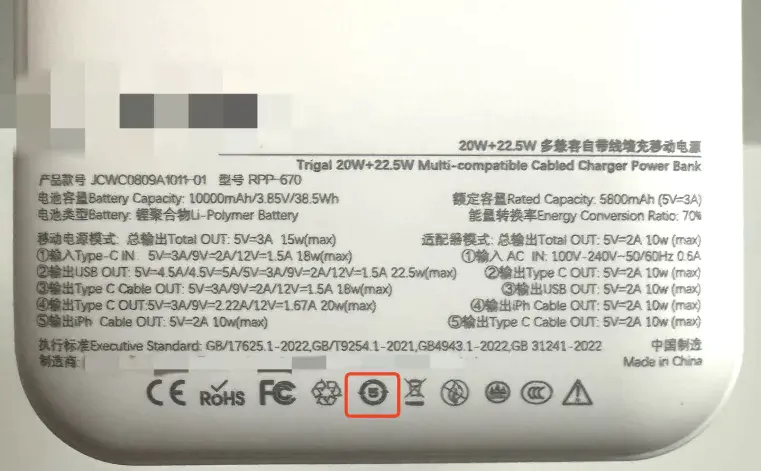 20W+22.5W 多兼容自带线墙充移动电源
Trigal 20W+22.5W Multi-compatible Cabled Charger Power Bank
产品款号 JCWC0809A1011-01 型号 RPP-670
电池容量Battery Capacity: 10000mAh/3.85V/38.5Wh
额定容量Rated Capacity: 5800mAh (5V=3A)
电池类型Battery: 锂聚合物Li-Polymer Battery
能量转换率Energy Conversion Ratio: 70%
移动电源模式: 总输出Total OUT: 5V=3A 15w(max)
适配器模式: 总输出Total OUT: 5V=2A 10w (max)
①输入Type-C IN 5V=3A/9V=2A/12V=1.5A 18w(max)
①输入 AC IN: 100V-240V~50/60Hz 0.6A
②输出USB OUT: 5V=4.5A/4.5V=5A/5V=3A/9V=2A/12V=1.5A 22.5w(max)
②输出Type C OUT: 5V=2A 10w (max)
③输出Type C Cable OUT: 5V=3A/9V=2A/12V=1.5A 18w(max)
③输出USB OUT: 5V=2A 10w (max)
④输出Type C OUT:5V=3A/9V=2.22A/12V=1.67A 20w(max)
④输出iPh Cable OUT: 5V=2A 10w (max)
⑤输出iPh Cable OUT: 5V=2A 10w(max)
⑤输出Type C Cable OUT: 5V=2A 10w (max)
执行标准Executive Standard: GB/17625.1-2022,GB/T9254.1-2021,GB4943.1-2022,GB 31241-2022
中国制造
制造商:
Made in China
CE RoHS FC 5 CCC